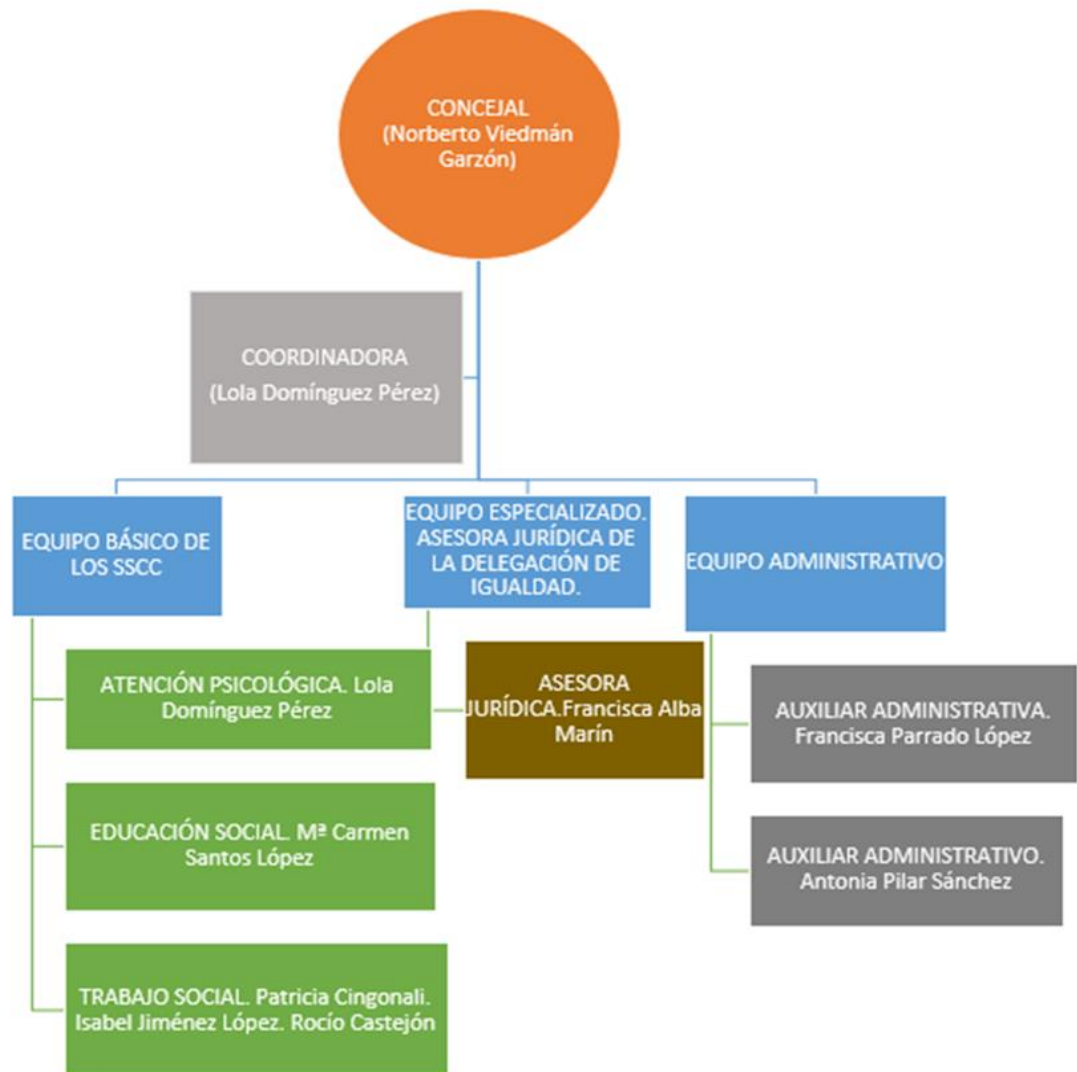 CONCEJAL
(Norberto Viedmán
Garzón)
COORDINADORA
(Lola Domínguez Pérez)
EQUIPO BÁSICO DE
LOS SSCC
EQUIPO ESPECIALIZADO.
ASESORA JURÍDICA DE
LA DELEGACIÓN DE
IGUALDAD.
EQUIPO ADMINISTRATIVO
ATENCIÓN PSICOLÓGICA. Lola
Domínguez Pérez
EDUCACIÓN SOCIAL. Mª Carmen
Santos López
TRABAJO SOCIAL. Patricia Cingonali.
Isabel Jiménez López. Rocío Castejón
ASESORA
JURÍDICA.Francisca Alba
Marín
AUXILIAR ADMINISTRATIVA.
Francisca Parrado López
AUXILIAR ADMINISTRATIVO.
Antonia Pilar Sánchez